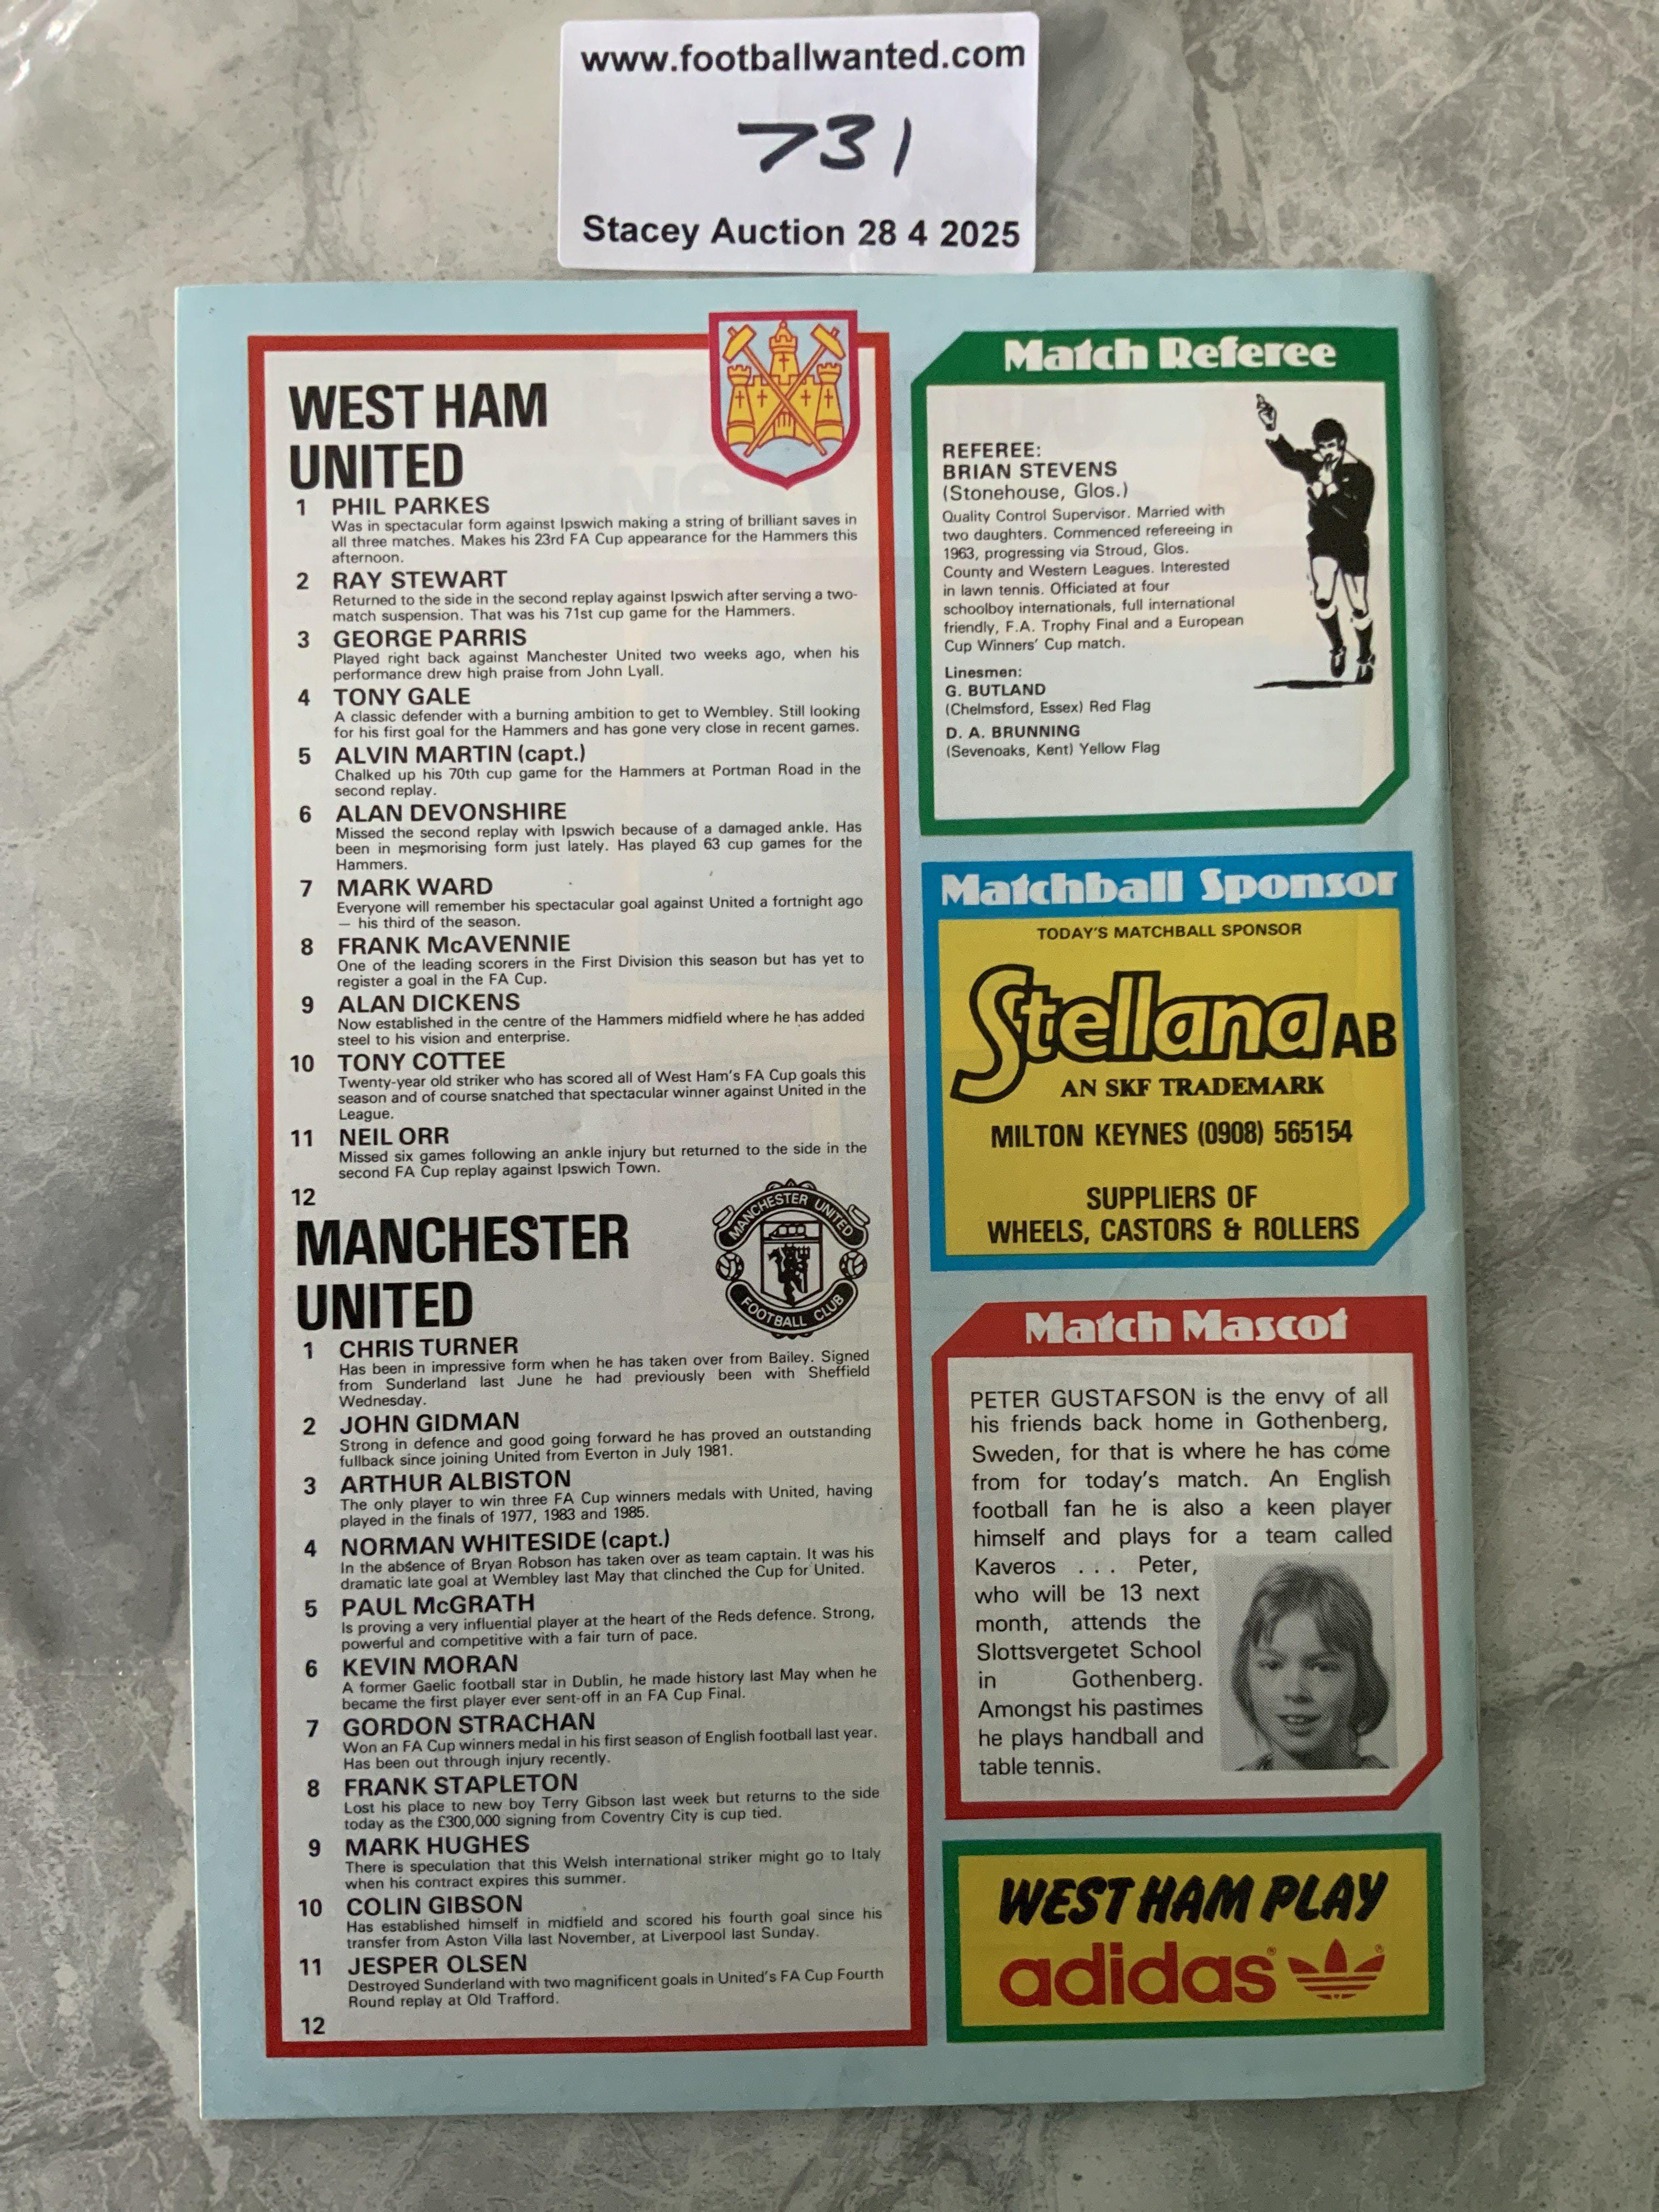 www.footballwanted.com
731
Stacey Auction 28 4 2025
WEST HAM
UNITED
1 PHIL PARKES
Was in spectacular form against Ipswich making a string of brilliant saves in
all three matches. Makes his 23rd FA Cup appearance for the Hammers this
afternoon.
2 RAY STEWART
Returned to the side in the second replay against Ipswich after serving a two-
match suspension. That was his 71st cup game for the Hammers.
3 GEORGE PARRIS
Played right back against Manchester United two weeks ago, when his
performance drew high praise from John Lyall.
4 TONY GALE
A classic defender with a burning ambition to get to Wembley. Still looking
for his first goal for the Hammers and has gone very close in recent games.
5 ALVIN MARTIN (capt.)
Chalked up his 70th cup game for the Hammers at Portman Road in the
second replay.
6 ALAN DEVONSHIRE
Missed the second replay with Ipswich because of a damaged ankle. Has
been in mesmorising form just lately. Has played 63 cup games for the
Hammers.
7 MARK WARD
Everyone will remember his spectacular goal against United a fortnight ago
— his third of the season.
8 FRANK McAVENNIE
One of the leading scorers in the First Division this season but has yet to
register a goal in the FA Cup.
9 ALAN DICKENS
Now established in the centre of the Hammers midfield where he has added
steel to his vision and enterprise.
10 TONY COTTEE
Twenty-year old striker who has scored all of West Ham's FA Cup goals this
season and of course snatched that spectacular winner against United in the
League.
11 NEIL ORR
Missed six games following an ankle injury but returned to the side in the
second FA Cup replay against Ipswich Town.
12
MANCHESTER
UNITED
MANCHESTER UNITED
FOOTBALL CLUB
1 CHRIS TURNER
Has been in impressive form when he has taken over from Bailey. Signed
from Sunderland last June he had previously been with Sheffield
Wednesday.
2 JOHN GIDMAN
Strong in defence and good going forward he has proved an outstanding
fullback since joining United from Everton in July 1981.
3 ARTHUR ALBISTON
The only player to win three FA Cup winners medals with United, having
played in the finals of 1977, 1983 and 1985.
4 NORMAN WHITESIDE (capt.)
In the absence of Bryan Robson has taken over as team captain. It was his
dramatic late goal at Wembley last May that clinched the Cup for United.
5 PAUL McGRATH
Is proving a very influential player at the heart of the Reds defence. Strong,
powerful and competitive with a fair turn of pace.
6 KEVIN MORAN
A former Gaelic football star in Dublin, he made history last May when he
became the first player ever sent-off in an FA Cup Final.
7 GORDON STRACHAN
Won an FA Cup winners medal in his first season of English football last year.
Has been out through injury recently.
8 FRANK STAPLETON
Lost his place to new boy Terry Gibson last week but returns to the side
today as the £300,000 signing from Coventry City is cup tied.
9 MARK HUGHES
There is speculation that this Welsh international striker might go to Italy
when his contract expires this summer.
10 COLIN GIBSON
Has established himself in midfield and scored his fourth goal since his
transfer from Aston Villa last November, at Liverpool last Sunday.
11 JESPER OLSEN
Destroyed Sunderland with two magnificent goals in United's FA Cup Fourth
Round replay at Old Trafford.
12
Match Referee
REFEREE:
BRIAN STEVENS
(Stonehouse, Glos.)
Quality Control Supervisor. Married with
two daughters. Commenced refereeing in
1963, progressing via Stroud, Glos.
County and Western Leagues. Interested
in lawn tennis. Officiated at four
schoolboy internationals, full international
friendly, F.A. Trophy Final and a European
Cup Winners' Cup match.
Linesmen:
G. BUTLAND
(Chelmsford, Essex) Red Flag
D. A. BRUNNING
(Sevenoaks, Kent) Yellow Flag
Matchball Sponsor
TODAY'S MATCHBALL SPONSOR
Stellana AB
AN SKF TRADEMARK
MILTON KEYNES (0908) 565154
SUPPLIERS OF
WHEELS, CASTORS & ROLLERS
Match Mascot
PETER GUSTAFSON is the envy of all
his friends back home in Gothenberg,
Sweden, for that is where he has come
from for today's match. An English
football fan he is also a keen player
himself and plays for a team called
Kaveros . . . Peter,
who will be 13 next
month, attends the
Slottsvergetet School
in Gothenberg.
Amongst his pastimes
he plays handball and
table tennis.
WEST HAM PLAY
adidas